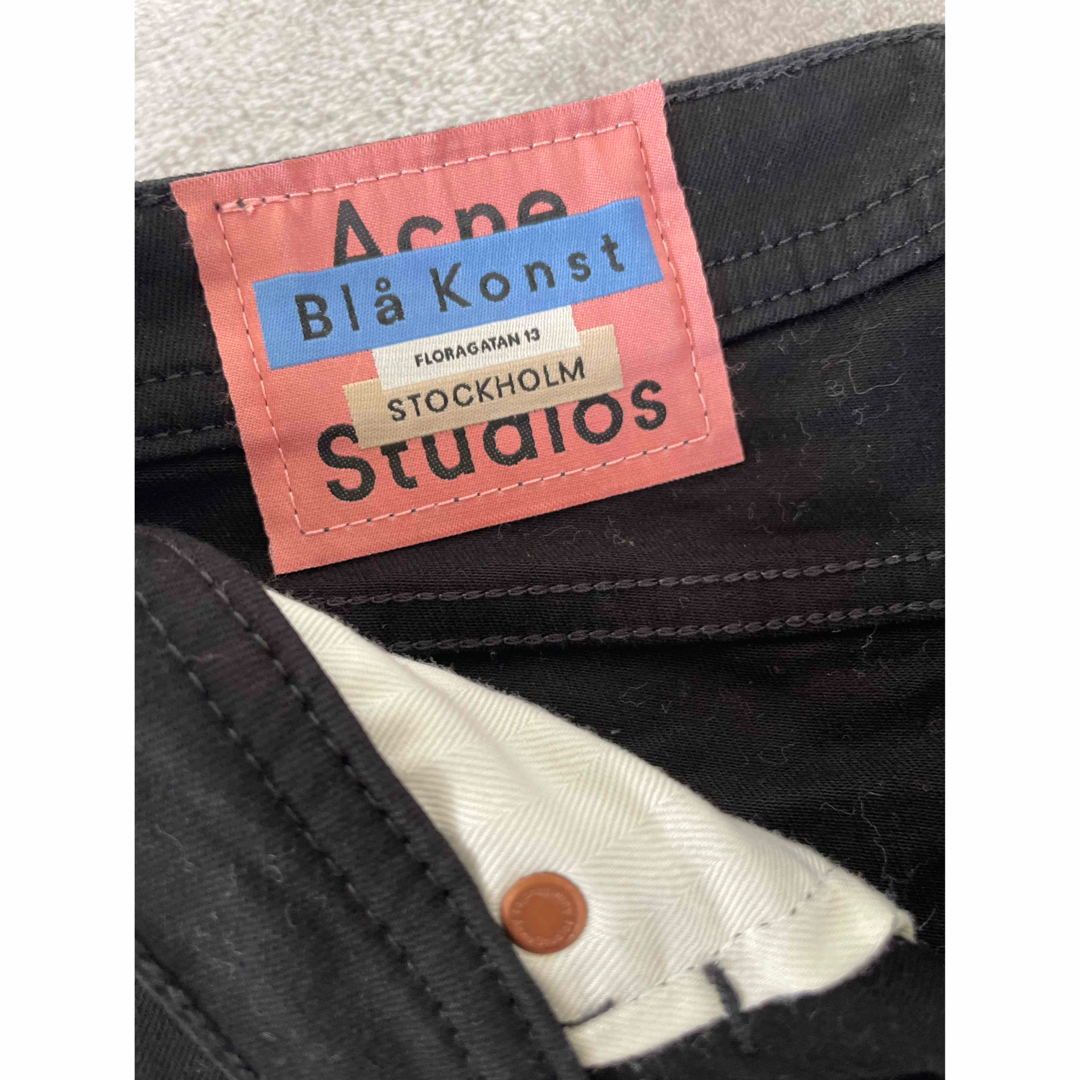 Acne
Blå Konst
FLORAGATAN 13
STOCKHOLM
Studios